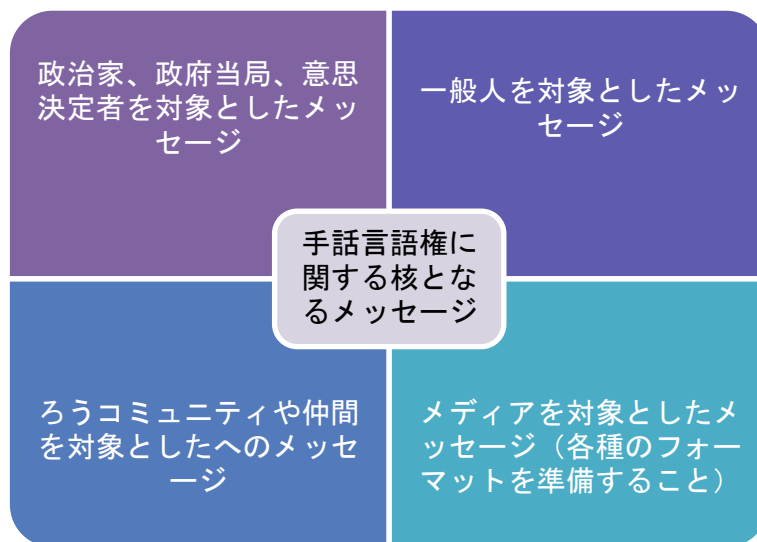 政治家、政府当局、意思
決定者を対象としたメッ
セージ
一般人を対象としたメッ
セージ
手話言語権に
関する核とな
るメッセージ
ろうコミュニティや仲間
を対象としたへのメッセ
ージ
メディアを対象としたメ
ッセージ（各種のフォー
マットを準備すること）